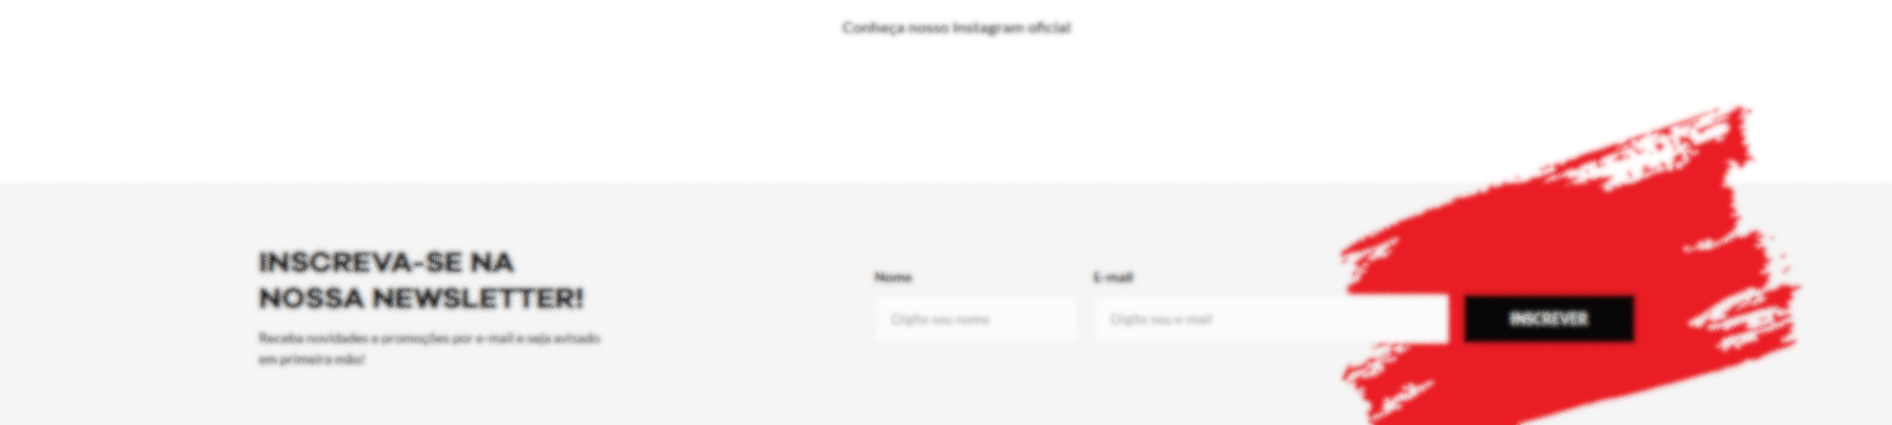 Conheça nosso Instagram oficial
INSCREVA-SE NA
NOSSA NEWSLETTER!
Receba novidades e promoções por e-mail e seja avisado
em primeira mão!
Nome
E-mail
Digite seu nome
Digite seu e-mail
INSCREVER